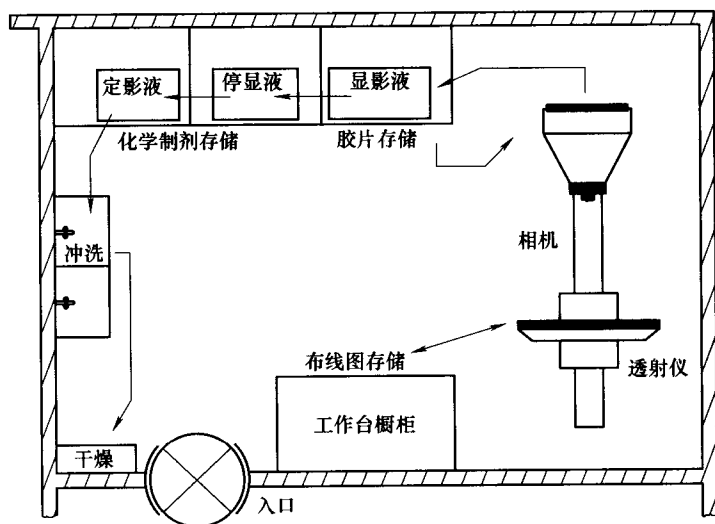 定影液
停显液
显影液
化学制剂存储
胶片存储
相机
冲洗
布线图存储
透射仪
工作台橱柜
干燥
入口